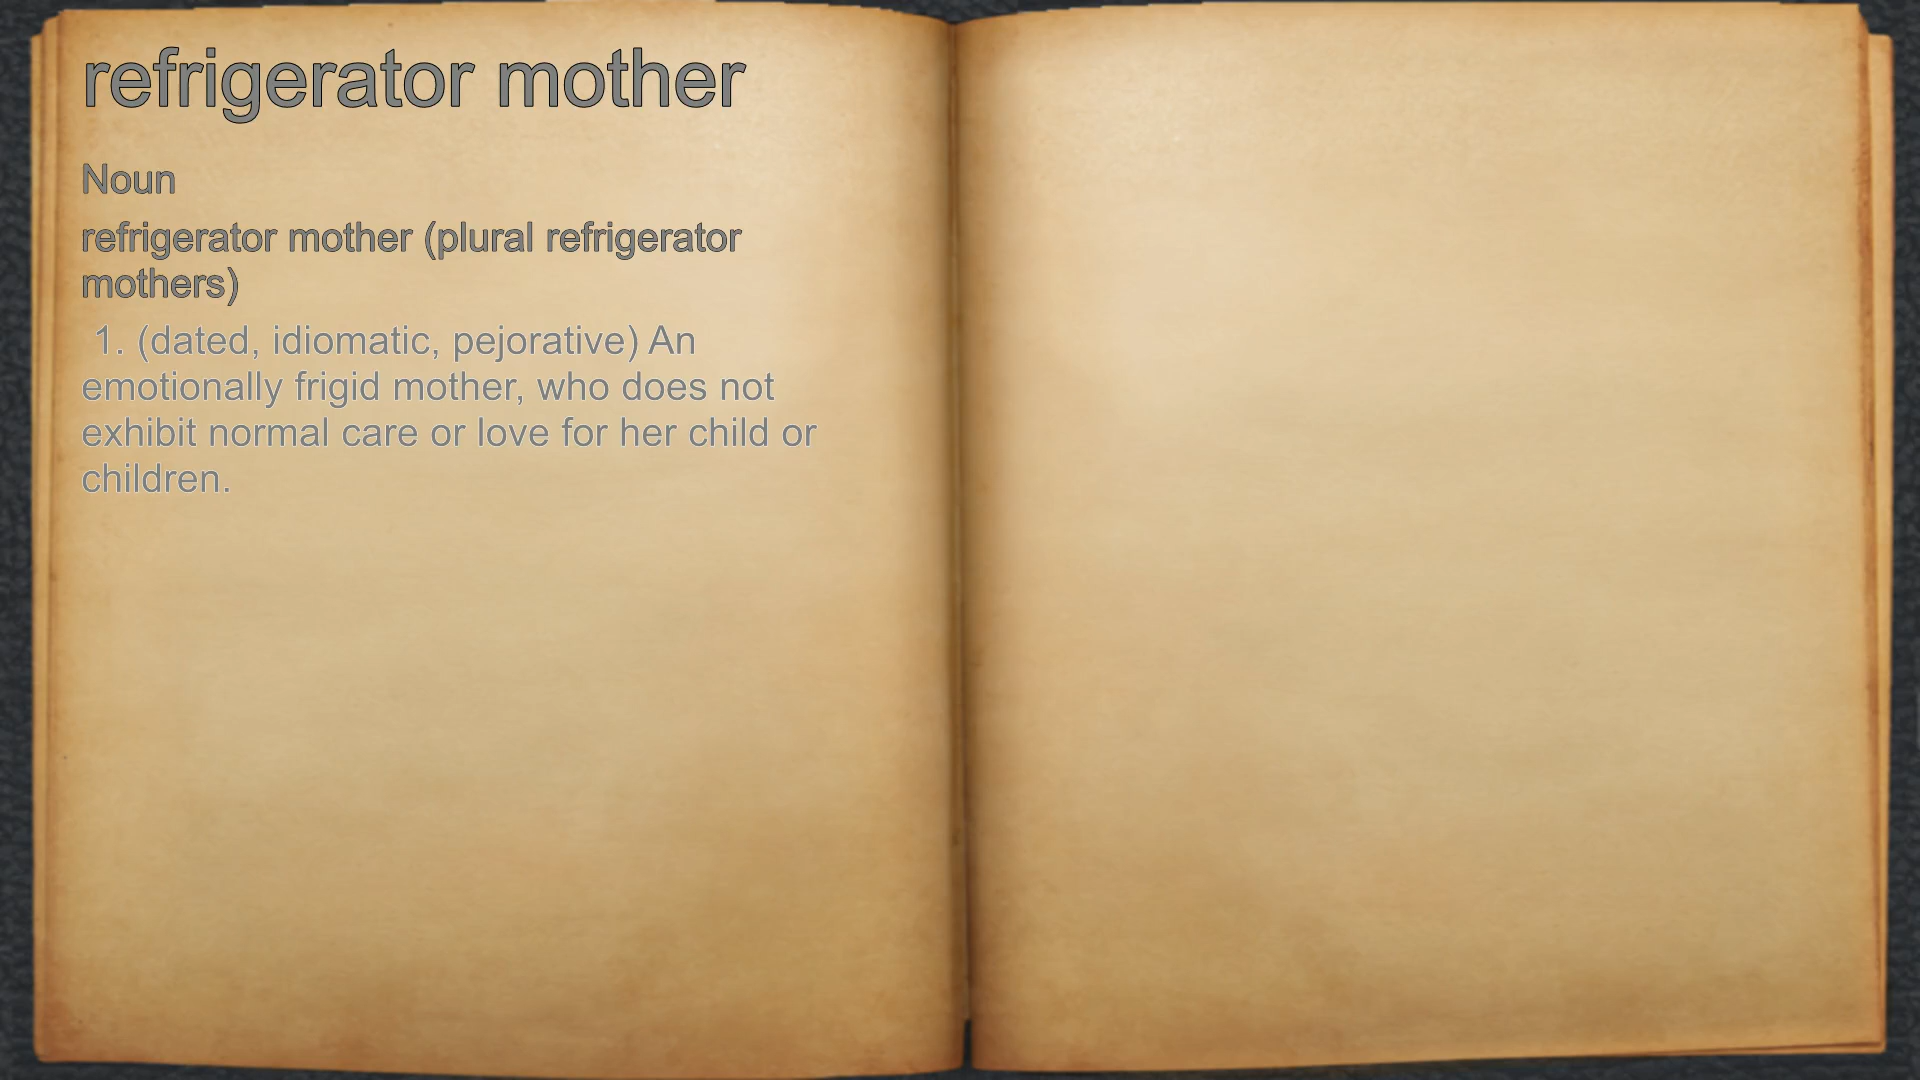 refrigerator mother
Noun
refrigerator mother (plural refrigerator
mothers)
1. (dated, idiomatic, pejorative) An
emotionally frigid mother, who does not
exhibit normal care or love for her child or
children.